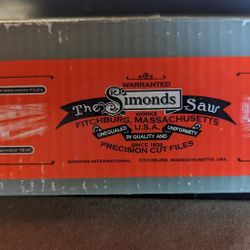 WARRANTED
The Simonds Saw
WORKS
FITCHBURG, MASSACHUSETTS
U.S.A.
UNEQUALED IN QUALITY AND UNIFORMITY
SINCE 1832
PRECISION CUT FILES
SIMONDS INTERNATIONAL FITCHBURG, MASSACHUSETTS, USA